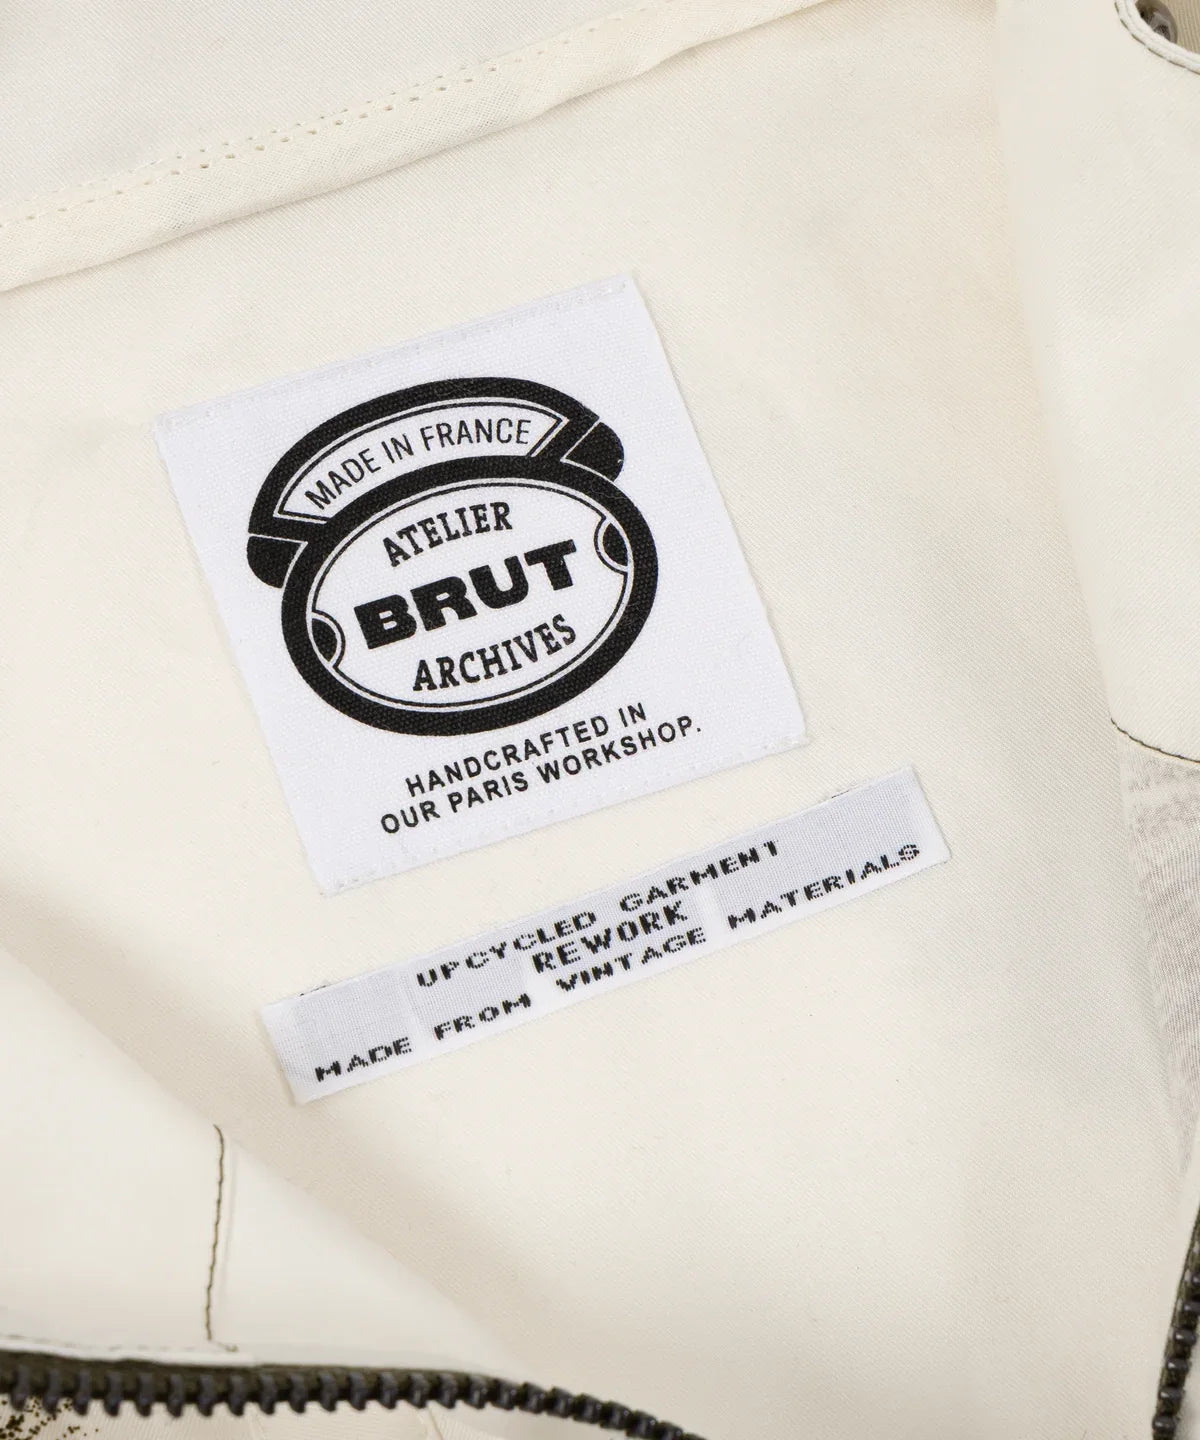 MADE IN FRANCE
ATELIER
BRUT
ARCHIVES
HANDCRAFTED IN
OUR PARIS WORKSHOP.
UPCYCLED GARMENT
REWORK
MADE FROM VINTAGE MATERIALS